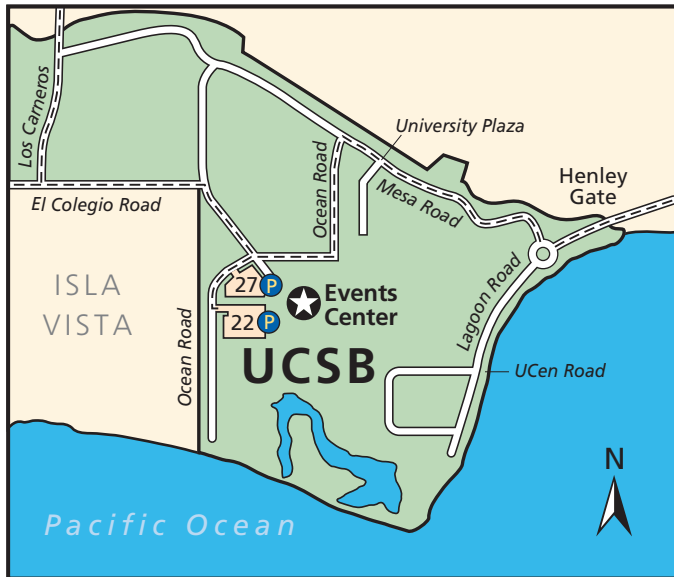 Los Carneros
University Plaza
Ocean Road
Mesa Road
Henley
Gate
El Colegio Road
ISLA
VISTA
27 P
Events
Center
22 P
Ocean Road
Lagoon Road
UCSB
UCen Road
N
Pacific Ocean